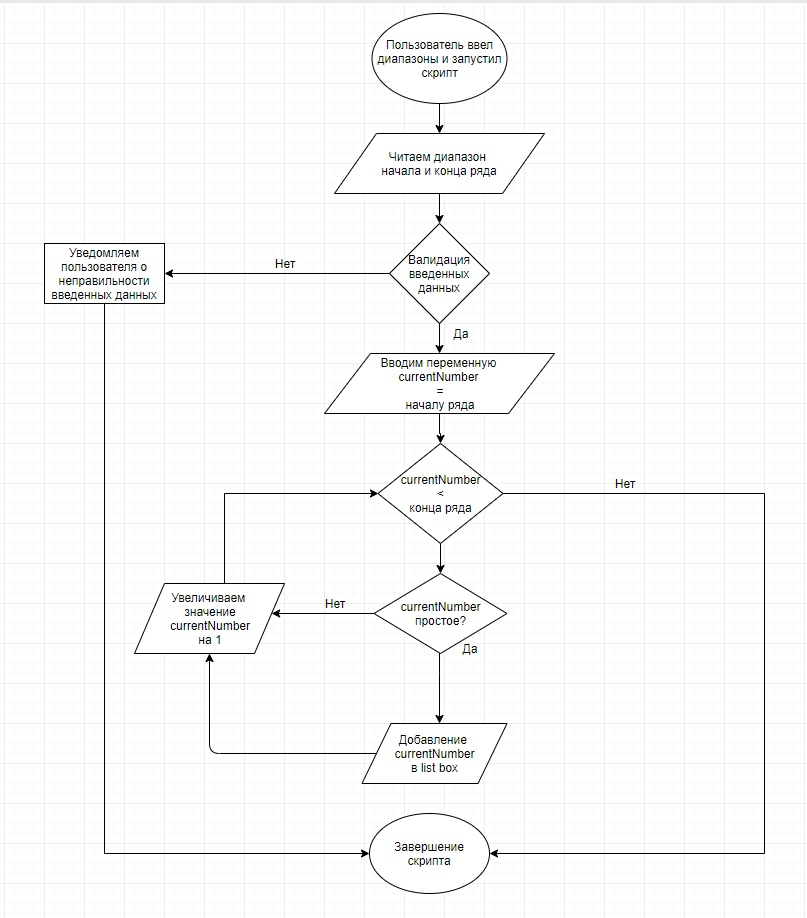 Пользователь ввел
диапазоны и запустил
скрипт
Читаем диапазон
начала и конца ряда
Валидация
введенных
данных
Нет
Уведомляем
пользователя о
неправильности
введенных данных
Да
Вводим переменную
currentNumber
=
началу ряда
currentNumber
<
конца ряда
Нет
currentNumber
простое?
Нет
Увеличиваем
значение
currentNumber
на 1
Да
Добавление
currentNumber
в list box
Завершение
скрипта